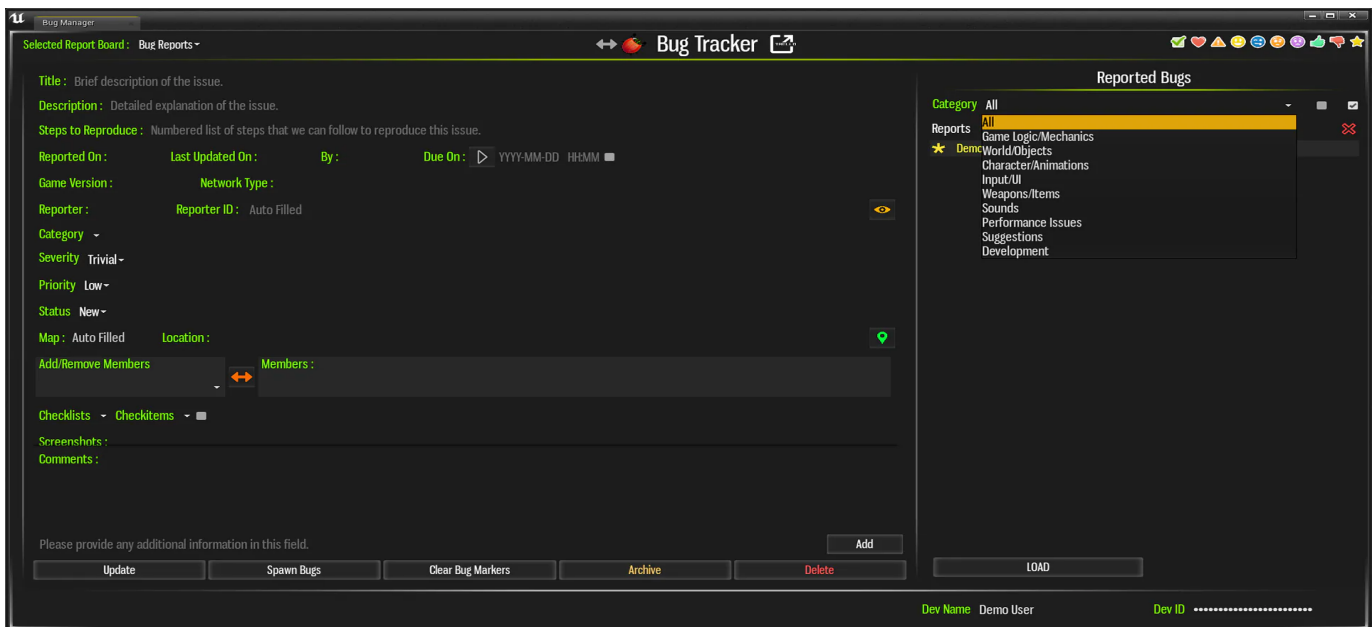 Bug Manager
Selected Report Board : Bug Reports
Bug Tracker
Title : Brief description of the issue.
Description : Detailed explanation of the issue.
Steps to Reproduce : Numbered list of steps that we can follow to reproduce this issue.
Reported On : Last Updated On : By : Due On : YYYY-MM-DD HH:MM
Game Version : Network Type :
Reporter : Reporter ID : Auto Filled
Category
Severity Trivial
Priority Low
Status New
Map : Auto Filled Location :
Add/Remove Members Members :
Checklists Checkitems
Screenshots :
Comments :
Please provide any additional information in this field. Add
Update Spawn Bugs Clear Bug Markers Archive Delete
Reported Bugs
Category All
Reports All
Game Logic/Mechanics
Demo World/Objects
Character/Animations
Input/UI
Weapons/Items
Sounds
Performance Issues
Suggestions
Development
LOAD
Dev Name Demo User Dev ID ••••••••••••••••••••••••